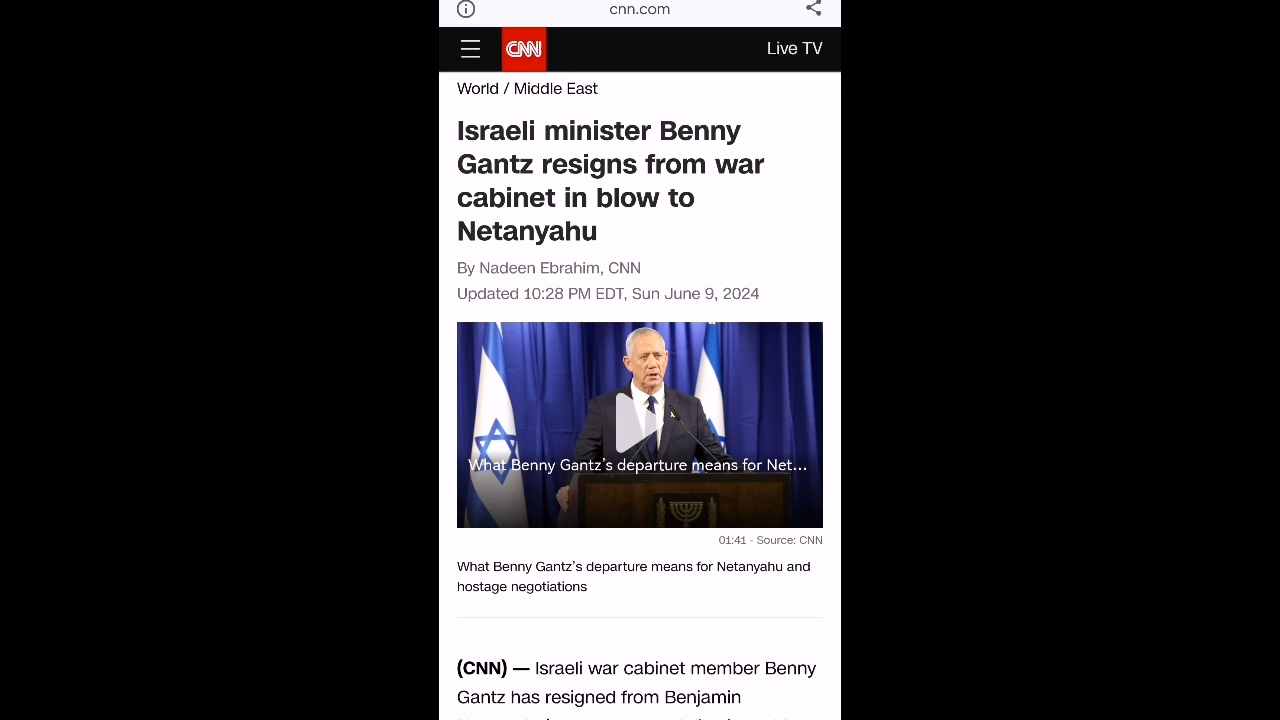 cnn.com
CNN
Live TV
World / Middle East
Israeli minister Benny
Gantz resigns from war
cabinet in blow to
Netanyahu
By Nadeen Ebrahim, CNN
Updated 10:28 PM EDT, Sun June 9, 2024
What Benny Gantz's departure means for Net...
01:41 - Source: CNN
What Benny Gantz's departure means for Netanyahu and
hostage negotiations
(CNN) — Israeli war cabinet member Benny
Gantz has resigned from Benjamin